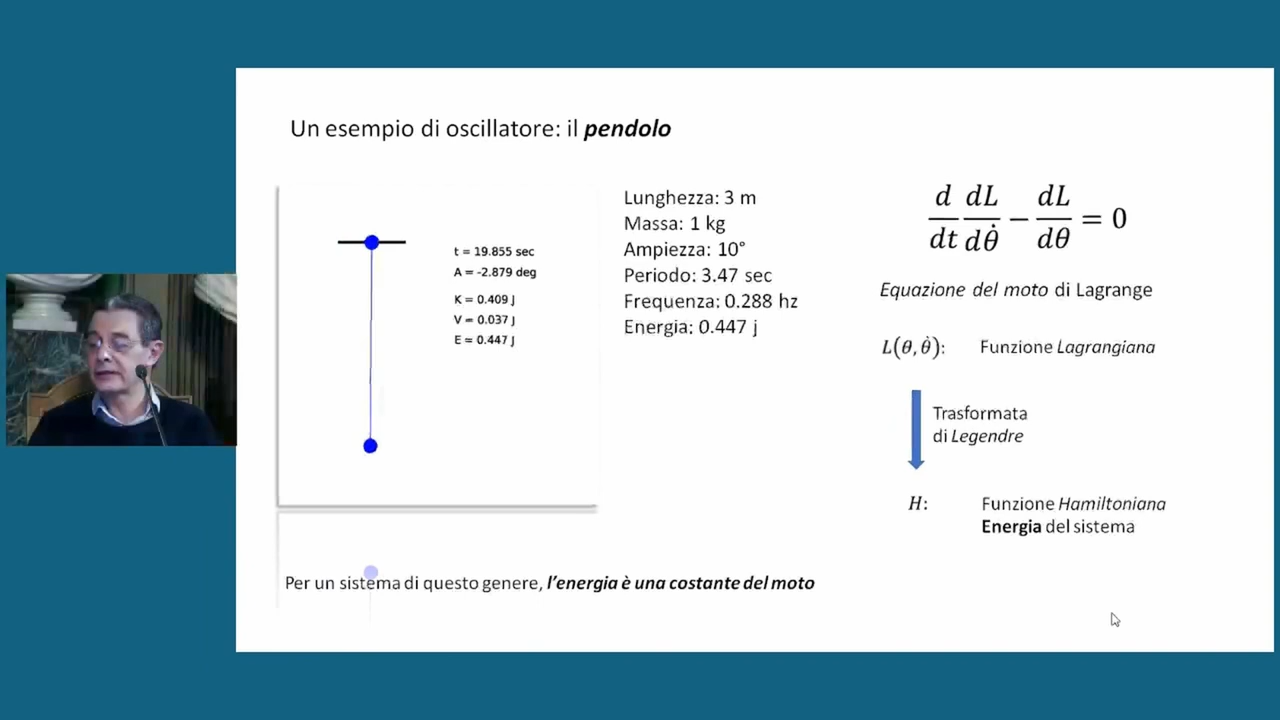 Un esempio di oscillatore: il pendolo
t = 19.855 sec
A = -2.879 deg
K = 0.409 J
V = 0.037 J
E = 0.447 J
Lunghezza: 3 m
Massa: 1 kg
Ampiezza: 10°
Periodo: 3.47 sec
Frequenza: 0.288 hz
Energia: 0.447 j
d/dt dL/dθ̇ − dL/dθ = 0
Equazione del moto di Lagrange
L(θ, θ̇): Funzione Lagrangiana
Trasformata
di Legendre
H: Funzione Hamiltoniana
Energia del sistema
Per un sistema di questo genere, l'energia è una costante del moto